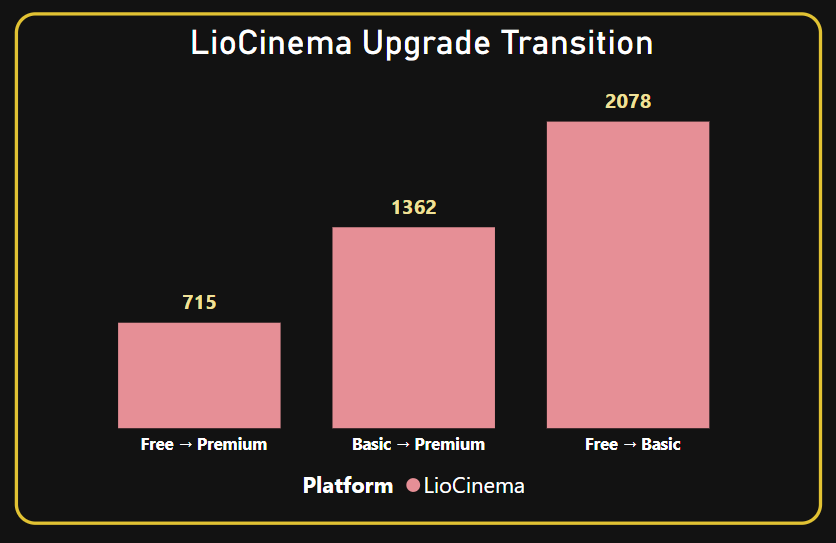 LioCinema Upgrade Transition
2078
1362
715
Free → Premium
Basic → Premium
Free → Basic
Platform LioCinema